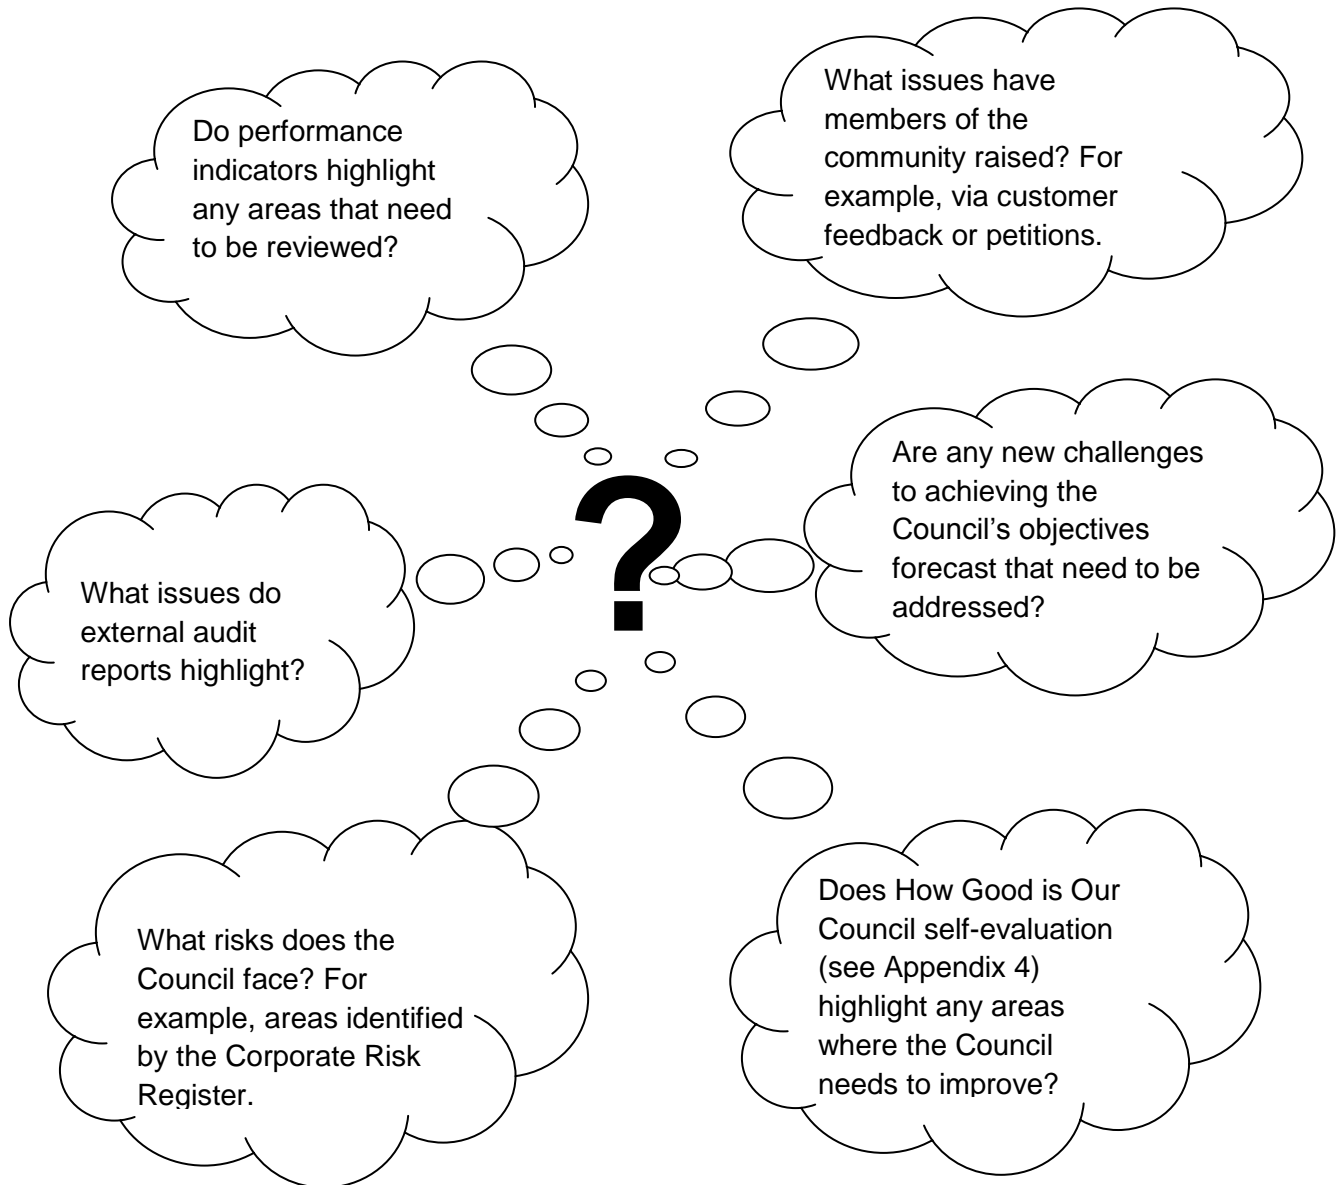 Do performance
indicators highlight
any areas that need
to be reviewed?
What issues have
members of the
community raised? For
example, via customer
feedback or petitions.
Are any new challenges
to achieving the
Council's objectives
forecast that need to be
addressed?
?
What issues do
external audit
reports highlight?
What risks does the
Council face? For
example, areas identified
by the Corporate Risk
Register.
Does How Good is Our
Council self-evaluation
(see Appendix 4)
highlight any areas
where the Council
needs to improve?